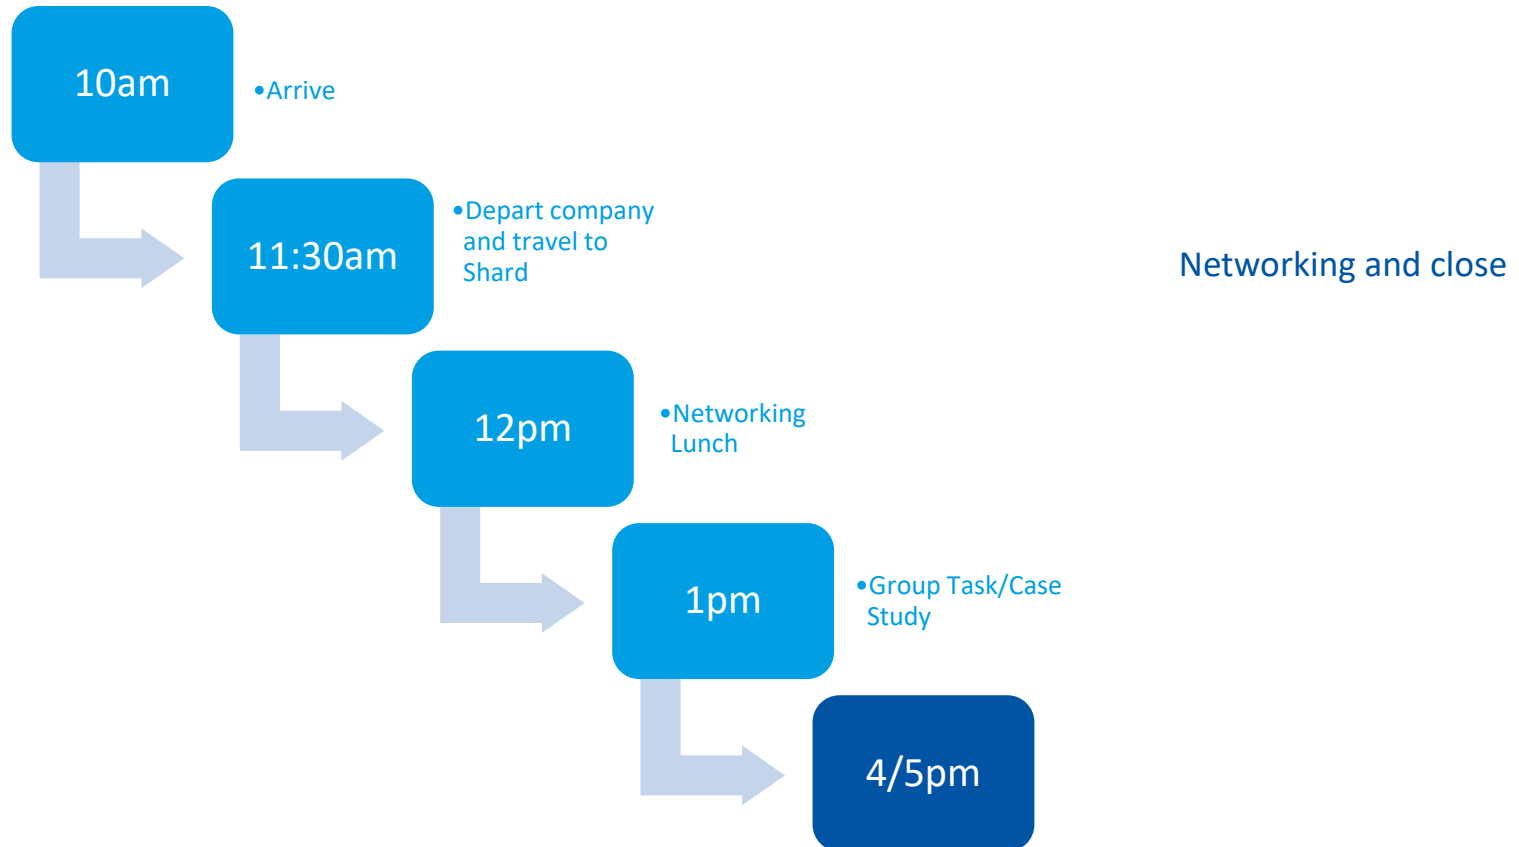 10am
•Arrive
11:30am
•Depart company
and travel to
Shard
Networking and close
12pm
•Networking
Lunch
1pm
•Group Task/Case
Study
4/5pm